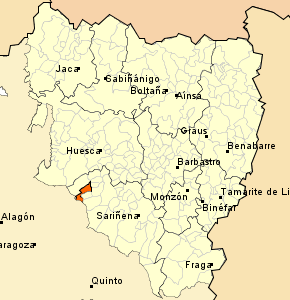 Jaca
Sabiñánigo
Boltaña
Aínsa
Graus
Benabarre
Huesca
Barbastro
Monzón
Tamarite de Li
Binéfar
Sariñena
Alagón
aragoza
Fraga
Quinto